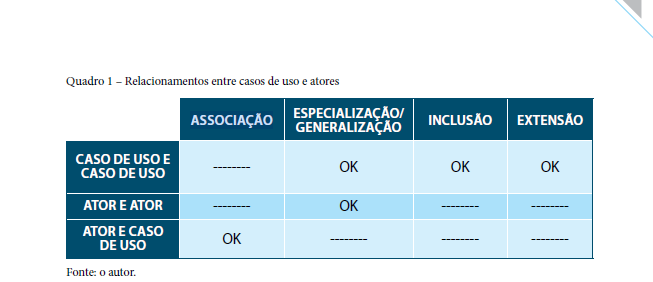 Quadro 1 – Relacionamentos entre casos de uso e atores
ASSOCIAÇÃO ESPECIALIZAÇÃO/ GENERALIZAÇÃO INCLUSÃO EXTENSÃO
CASO DE USO E
CASO DE USO -------- OK OK OK
ATOR E ATOR -------- OK -------- --------
ATOR E CASO
DE USO OK -------- -------- --------
Fonte: o autor.